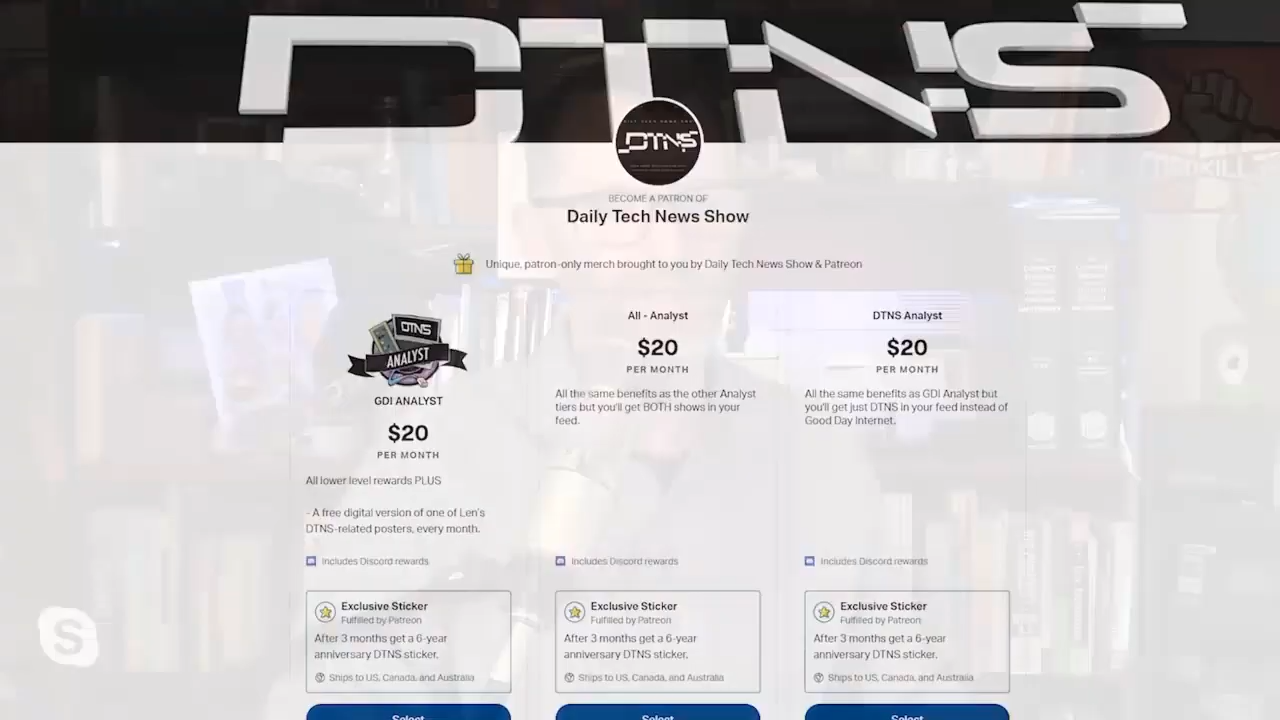 DTNS
DTNS
BECOME A PATRON OF
Daily Tech News Show
Unique, patron-only merch brought to you by Daily Tech News Show & Patreon
DTNS
ANALYST
GDI ANALYST
$20
PER MONTH
All lower level rewards PLUS
- A free digital version of one of Len's
DTNS-related posters, every month.
Includes Discord rewards
Exclusive Sticker
Fulfilled by Patreon
After 3 months get a 6-year
anniversary DTNS sticker.
Ships to US, Canada, and Australia
Select
All - Analyst
$20
PER MONTH
All the same benefits as the other Analyst
tiers but you'll get BOTH shows in your
feed.
Includes Discord rewards
Exclusive Sticker
Fulfilled by Patreon
After 3 months get a 6-year
anniversary DTNS sticker.
Ships to US, Canada, and Australia
Select
DTNS Analyst
$20
PER MONTH
All the same benefits as GDI Analyst but
you'll get just DTNS in your feed instead of
Good Day Internet.
Includes Discord rewards
Exclusive Sticker
Fulfilled by Patreon
After 3 months get a 6-year
anniversary DTNS sticker.
Ships to US, Canada, and Australia
Select
S